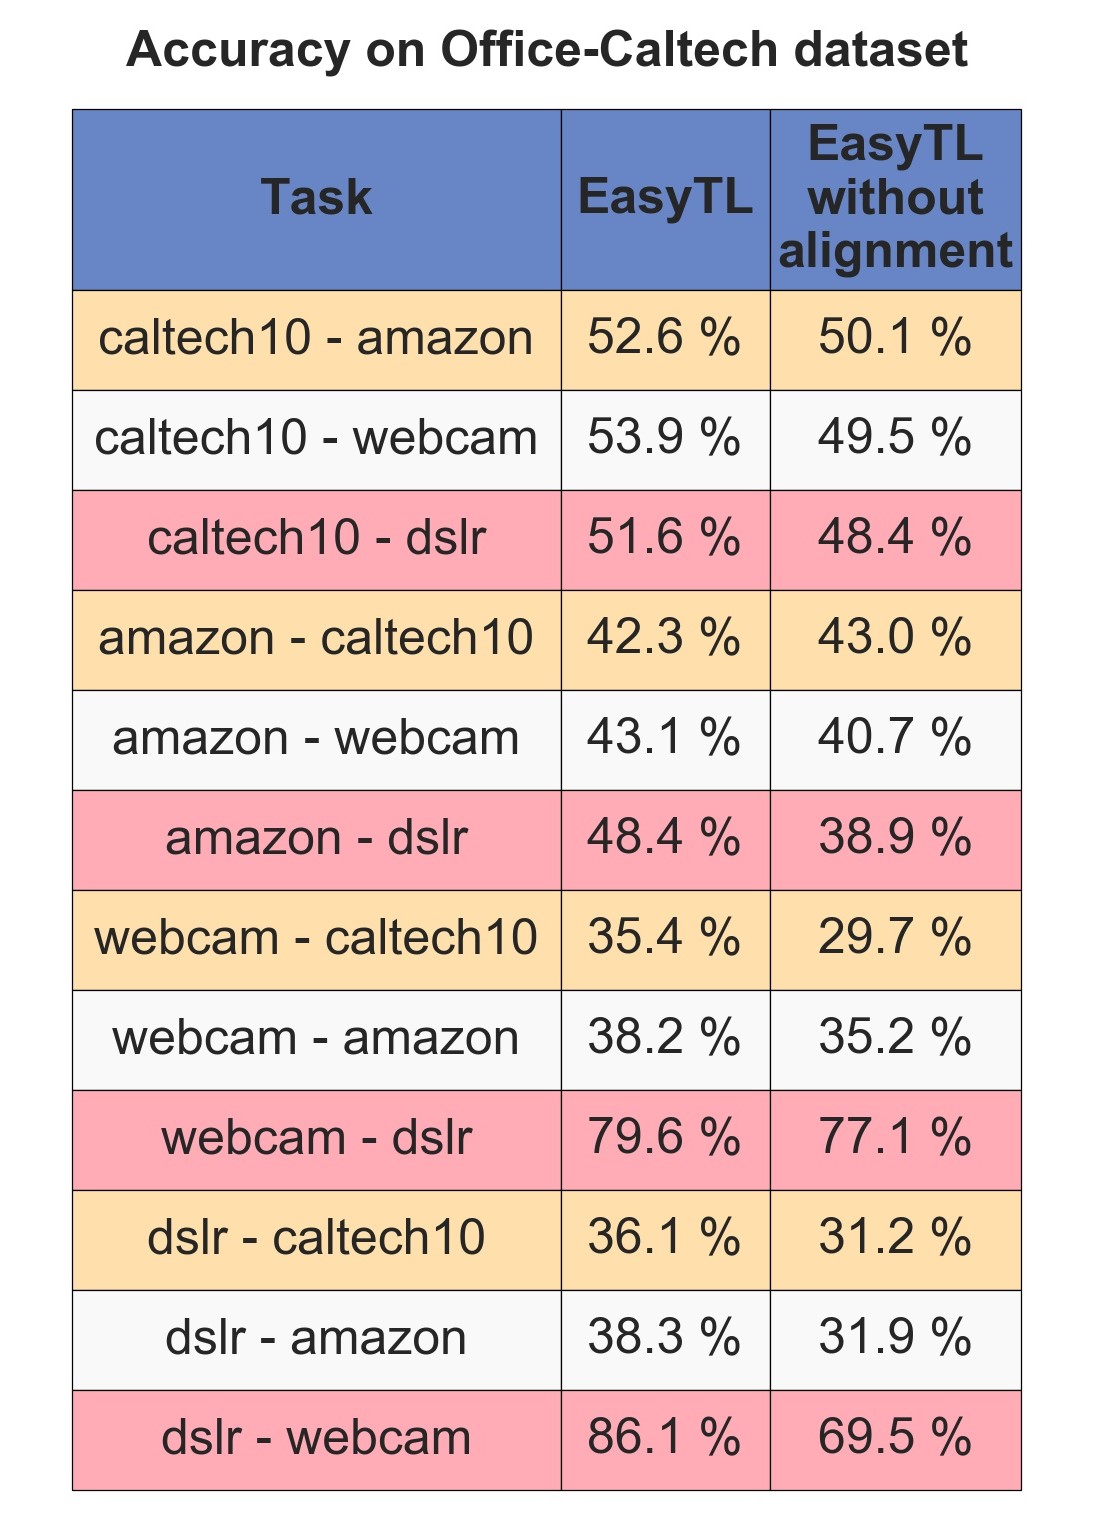 Accuracy on Office-Caltech dataset
Task EasyTL EasyTL without alignment
caltech10 - amazon 52.6 % 50.1 %
caltech10 - webcam 53.9 % 49.5 %
caltech10 - dslr 51.6 % 48.4 %
amazon - caltech10 42.3 % 43.0 %
amazon - webcam 43.1 % 40.7 %
amazon - dslr 48.4 % 38.9 %
webcam - caltech10 35.4 % 29.7 %
webcam - amazon 38.2 % 35.2 %
webcam - dslr 79.6 % 77.1 %
dslr - caltech10 36.1 % 31.2 %
dslr - amazon 38.3 % 31.9 %
dslr - webcam 86.1 % 69.5 %